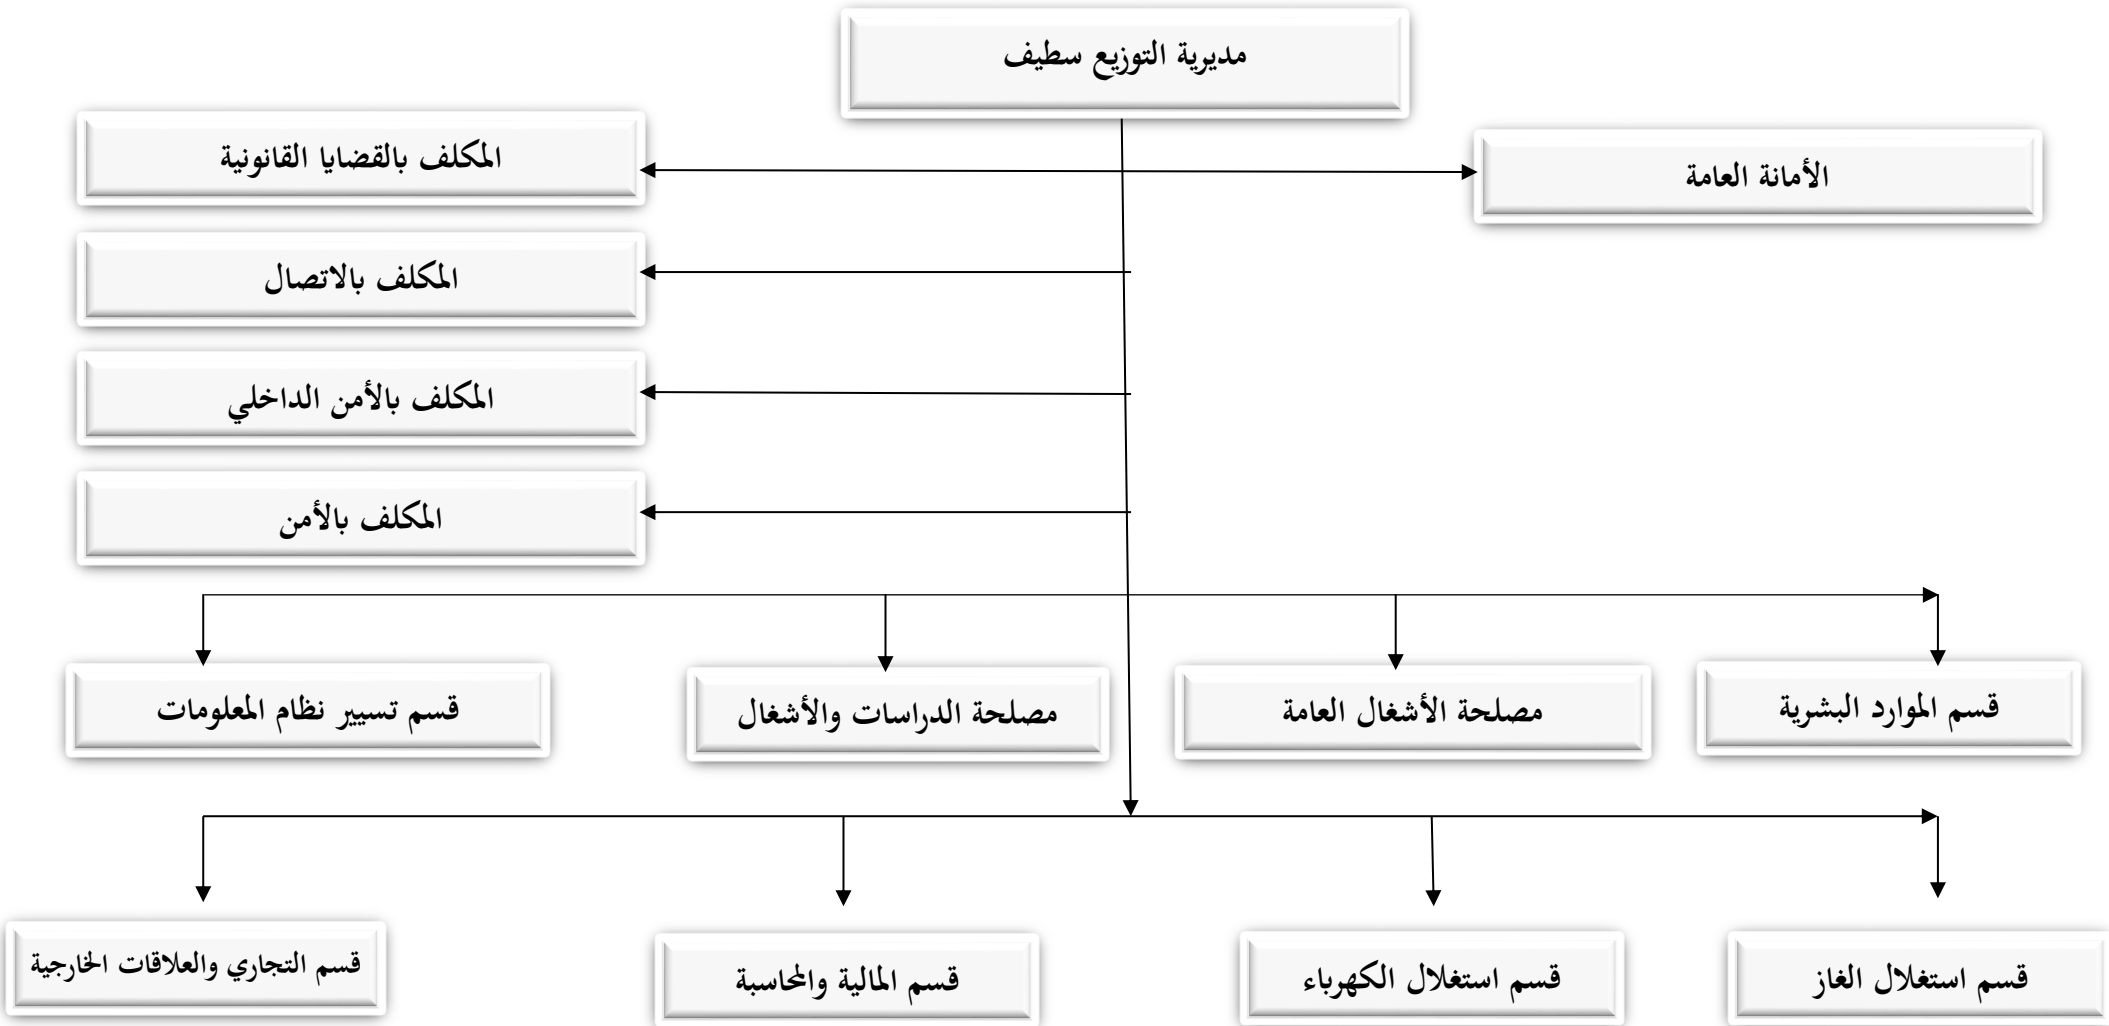 مديرية التوزيع سطيف
الأمانة العامة
المكلف بالقضايا القانونية
المكلف بالاتصال
المكلف بالأمن الداخلي
المكلف بالأمن
قسم الموارد البشرية
مصلحة الأشغال العامة
مصلحة الدراسات والأشغال
قسم تسيير نظام المعلومات
قسم استغلال الغاز
قسم استغلال الكهرباء
قسم المالية والمحاسبة
قسم التجاري والعلاقات الخارجية